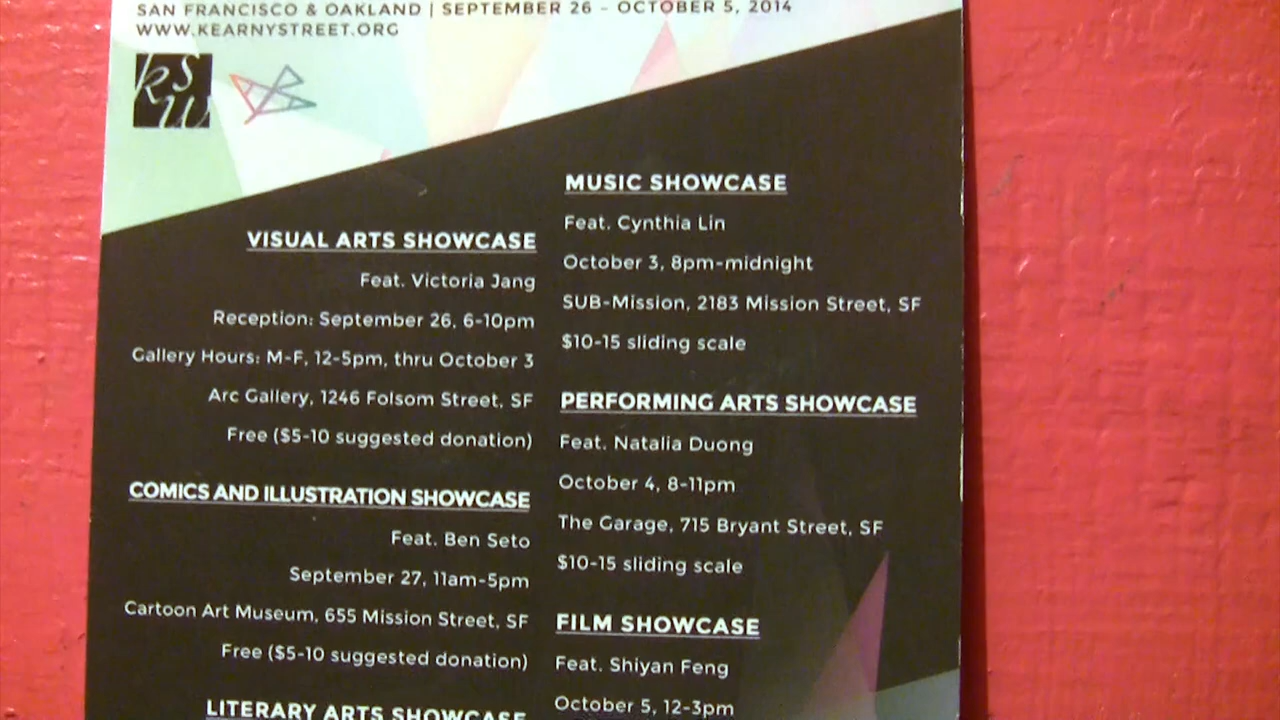 SAN FRANCISCO & OAKLAND | SEPTEMBER 26 - OCTOBER 5, 2014
WWW.KEARNYSTREET.ORG
ksw
VISUAL ARTS SHOWCASE
Feat. Victoria Jang
Reception: September 26, 6-10pm
Gallery Hours: M-F, 12-5pm, thru October 3
Arc Gallery, 1246 Folsom Street, SF
Free ($5-10 suggested donation)
COMICS AND ILLUSTRATION SHOWCASE
Feat. Ben Seto
September 27, 11am-5pm
Cartoon Art Museum, 655 Mission Street, SF
Free ($5-10 suggested donation)
LITERARY ARTS SHOWCASE
MUSIC SHOWCASE
Feat. Cynthia Lin
October 3, 8pm-midnight
SUB-Mission, 2183 Mission Street, SF
$10-15 sliding scale
PERFORMING ARTS SHOWCASE
Feat. Natalia Duong
October 4, 8-11pm
The Garage, 715 Bryant Street, SF
$10-15 sliding scale
FILM SHOWCASE
Feat. Shiyan Feng
October 5, 12-3pm